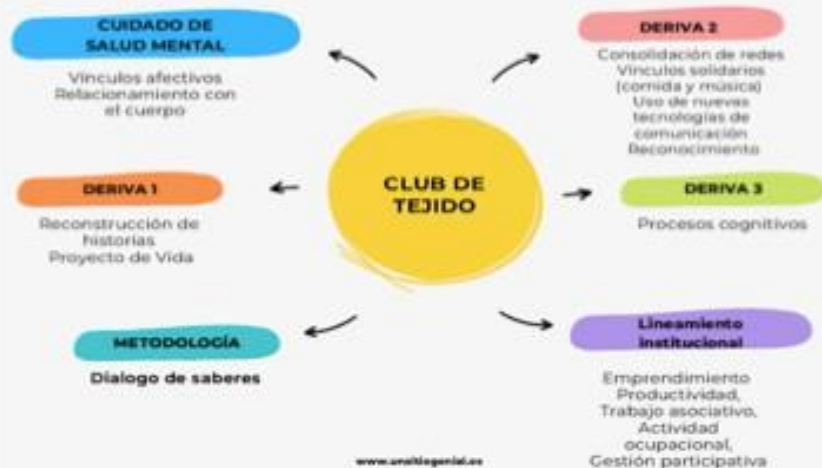 CUIDADO DE
SALUD MENTAL
Vínculos afectivos
Relacionamiento con
el cuerpo
DERIVA 2
Consolidación de redes
Vínculos solidarios
(comida y música)
Uso de nuevas
tecnologías de
comunicación
Reconocimiento
CLUB DE
TEJIDO
DERIVA 1
Reconstrucción de
historias
Proyecto de Vida
DERIVA 3
Procesos cognitivos
METODOLOGÍA
Dialogo de saberes
Lineamiento
institucional
Emprendimiento
Productividad,
Trabajo asociativo,
Actividad
ocupacional,
Gestión participativa
www.unsitiogenial.es